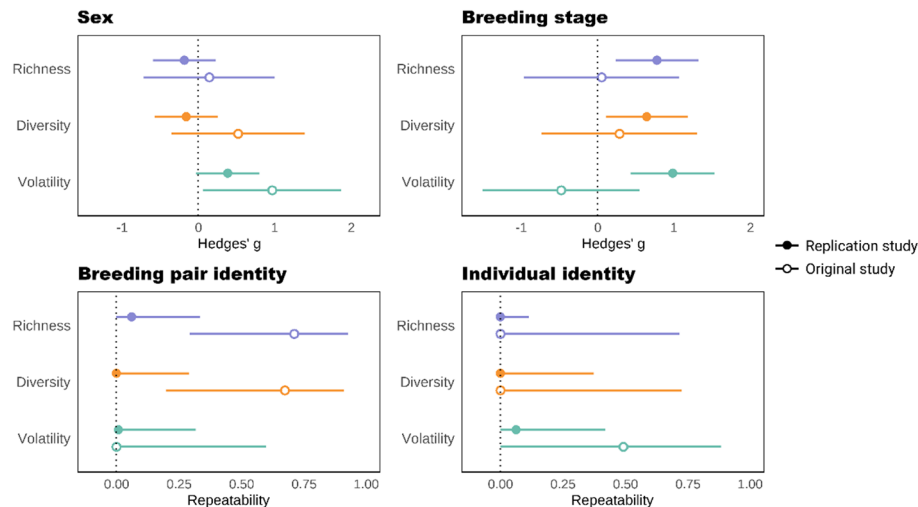 Sex
Richness
Diversity
Volatility
-1 0 1 2
Hedges' g
Breeding stage
Richness
Diversity
Volatility
-1 0 1 2
Hedges' g
Replication study
Original study
Breeding pair identity
Richness
Diversity
Volatility
0.00 0.25 0.50 0.75 1.00
Repeatability
Individual identity
Richness
Diversity
Volatility
0.00 0.25 0.50 0.75 1.00
Repeatability